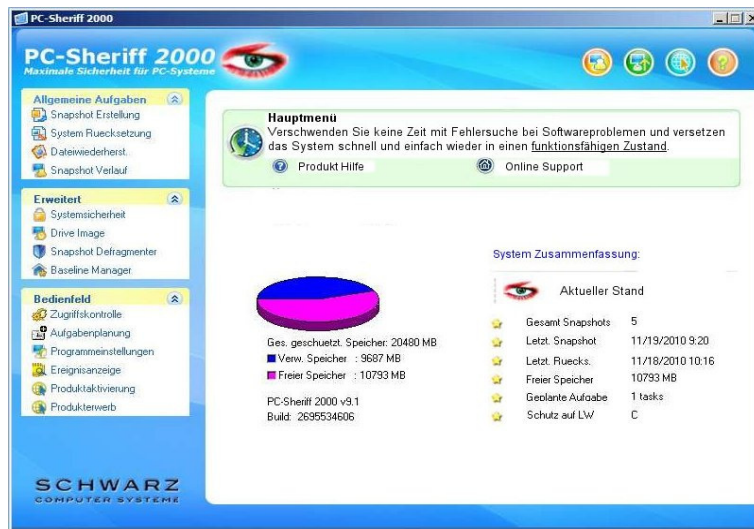 PC-Sheriff 2000
PC-Sheriff 2000
Maximale Sicherheit für PC-Systeme
Allgemeine Aufgaben
Snapshot Erstellung
System Ruecksetzung
Dateiwiederherst.
Snapshot Verlauf
Erweitert
Systemsicherheit
Drive Image
Snapshot Defragmenter
Baseline Manager
Bedienfeld
Zugriffskontrolle
Aufgabenplanung
Programmeinstellungen
Ereignisanzeige
Produktaktivierung
Produkterwerb
SCHWARZ
COMPUTER SYSTEME
Hauptmenü
Verschwenden Sie keine Zeit mit Fehlersuche bei Softwareproblemen und versetzen
das System schnell und einfach wieder in einen funktionsfähigen Zustand.
Produkt Hilfe
Online Support
Ges. geschuetzt. Speicher: 20480 MB
Verw. Speicher : 9687 MB
Freier Speicher : 10793 MB
PC-Sheriff 2000 v9.1
Build: 2695534606
System Zusammenfassung:
Aktueller Stand
Gesamt Snapshots 5
Letzt. Snapshot 11/19/2010 9:20
Letzt. Ruecks. 11/18/2010 10:16
Freier Speicher 10793 MB
Geplante Aufgabe 1 tasks
Schutz auf LW C